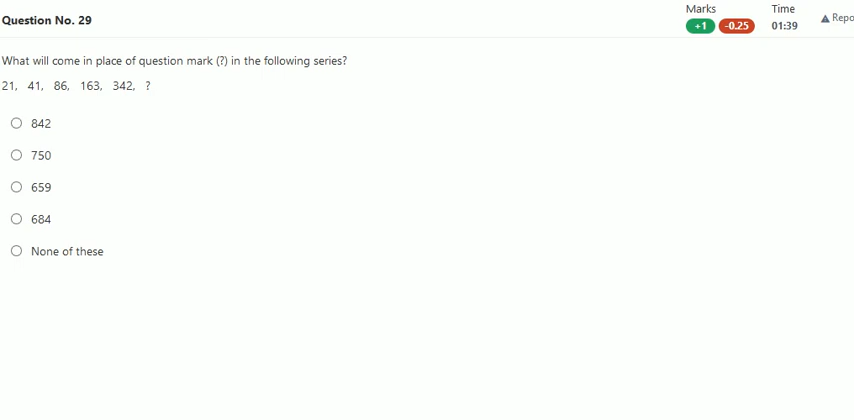 Question No. 29
Marks
+1 -0.25
Time
01:39
Repo
What will come in place of question mark (?) in the following series?
21, 41, 86, 163, 342, ?
842
750
659
684
None of these